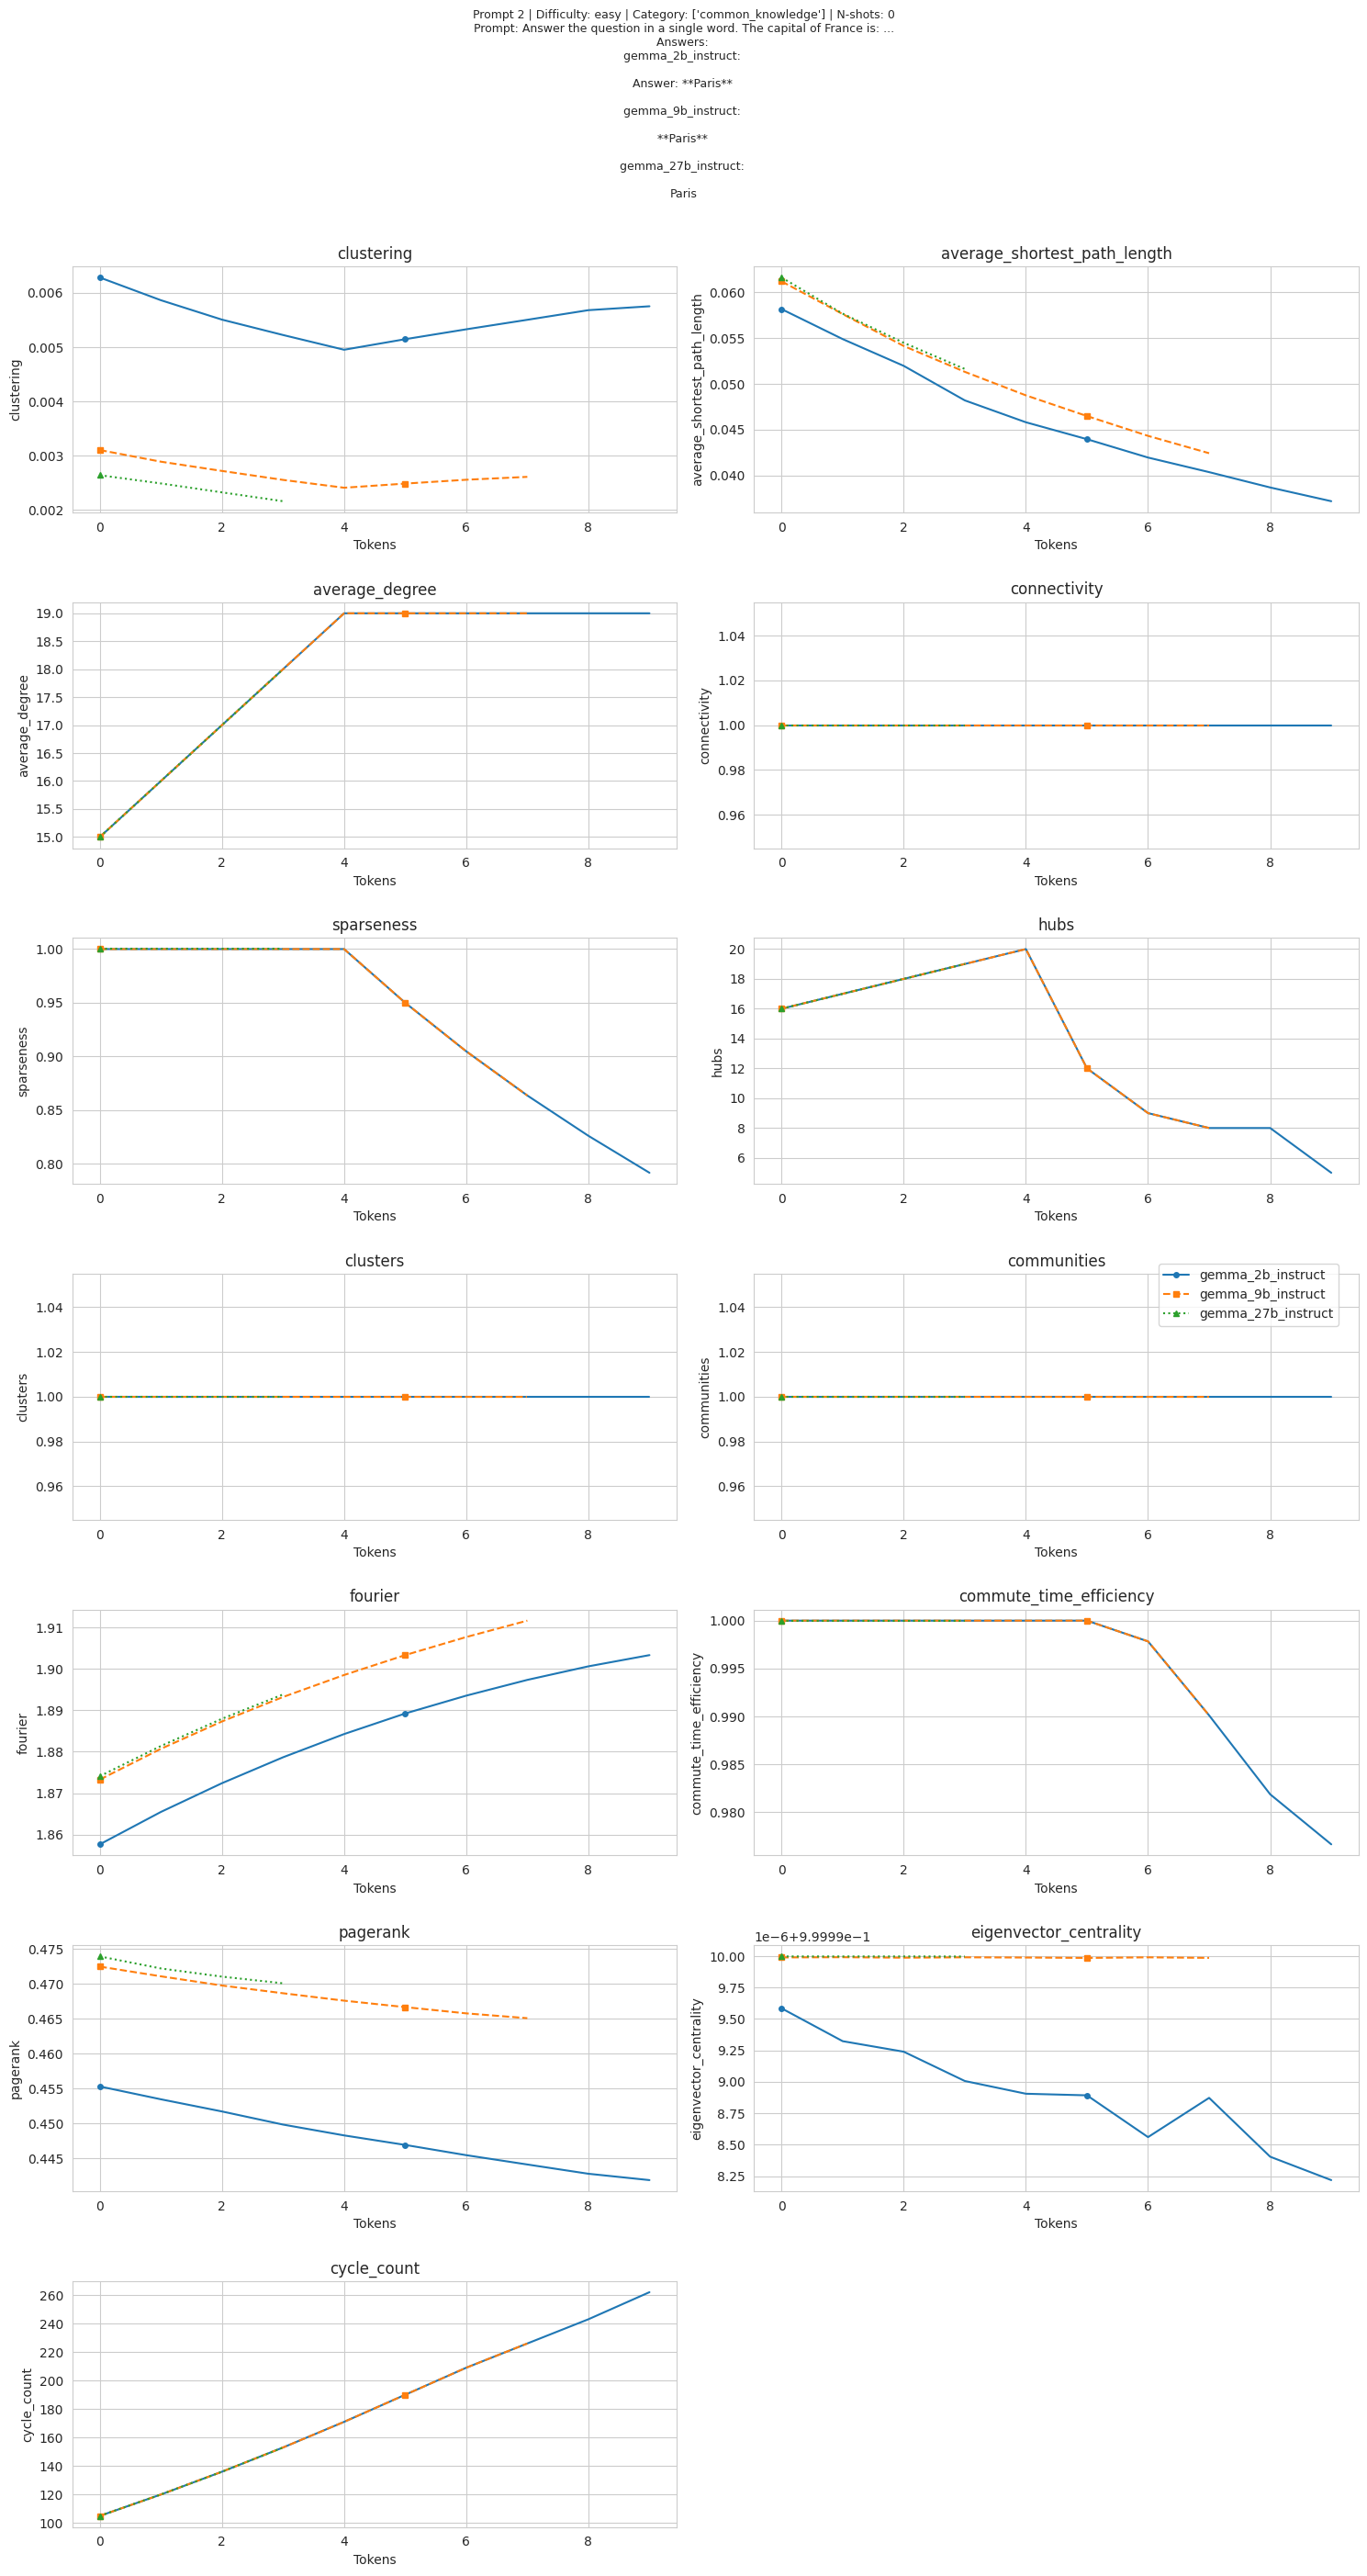 Prompt 2 | Difficulty: easy | Category: ['common_knowledge'] | N-shots: 0
Prompt: Answer the question in a single word. The capital of France is: ...
Answers:
gemma_2b_instruct:
Answer: **Paris**
gemma_9b_instruct:
**Paris**
gemma_27b_instruct:
Paris
clustering
clustering
0.006
0.005
0.004
0.003
0.002
0 2 4 6 8
Tokens
average_shortest_path_length
average_shortest_path_length
0.060
0.055
0.050
0.045
0.040
0 2 4 6 8
Tokens
average_degree
average_degree
19.0
18.5
18.0
17.5
17.0
16.5
16.0
15.5
15.0
0 2 4 6 8
Tokens
connectivity
connectivity
1.04
1.02
1.00
0.98
0.96
0 2 4 6 8
Tokens
sparseness
sparseness
1.00
0.95
0.90
0.85
0.80
0 2 4 6 8
Tokens
hubs
hubs
20
18
16
14
12
10
8
6
0 2 4 6 8
Tokens
clusters
clusters
1.04
1.02
1.00
0.98
0.96
0 2 4 6 8
Tokens
communities
communities
1.04
1.02
1.00
0.98
0.96
0 2 4 6 8
Tokens
gemma_2b_instruct
gemma_9b_instruct
gemma_27b_instruct
fourier
fourier
1.91
1.90
1.89
1.88
1.87
1.86
0 2 4 6 8
Tokens
commute_time_efficiency
commute_time_efficiency
1.000
0.995
0.990
0.985
0.980
0 2 4 6 8
Tokens
pagerank
pagerank
0.475
0.470
0.465
0.460
0.455
0.450
0.445
0 2 4 6 8
Tokens
eigenvector_centrality
1e-6+9.9999e-1
eigenvector_centrality
10.00
9.75
9.50
9.25
9.00
8.75
8.50
8.25
0 2 4 6 8
Tokens
cycle_count
cycle_count
260
240
220
200
180
160
140
120
100
0 2 4 6 8
Tokens